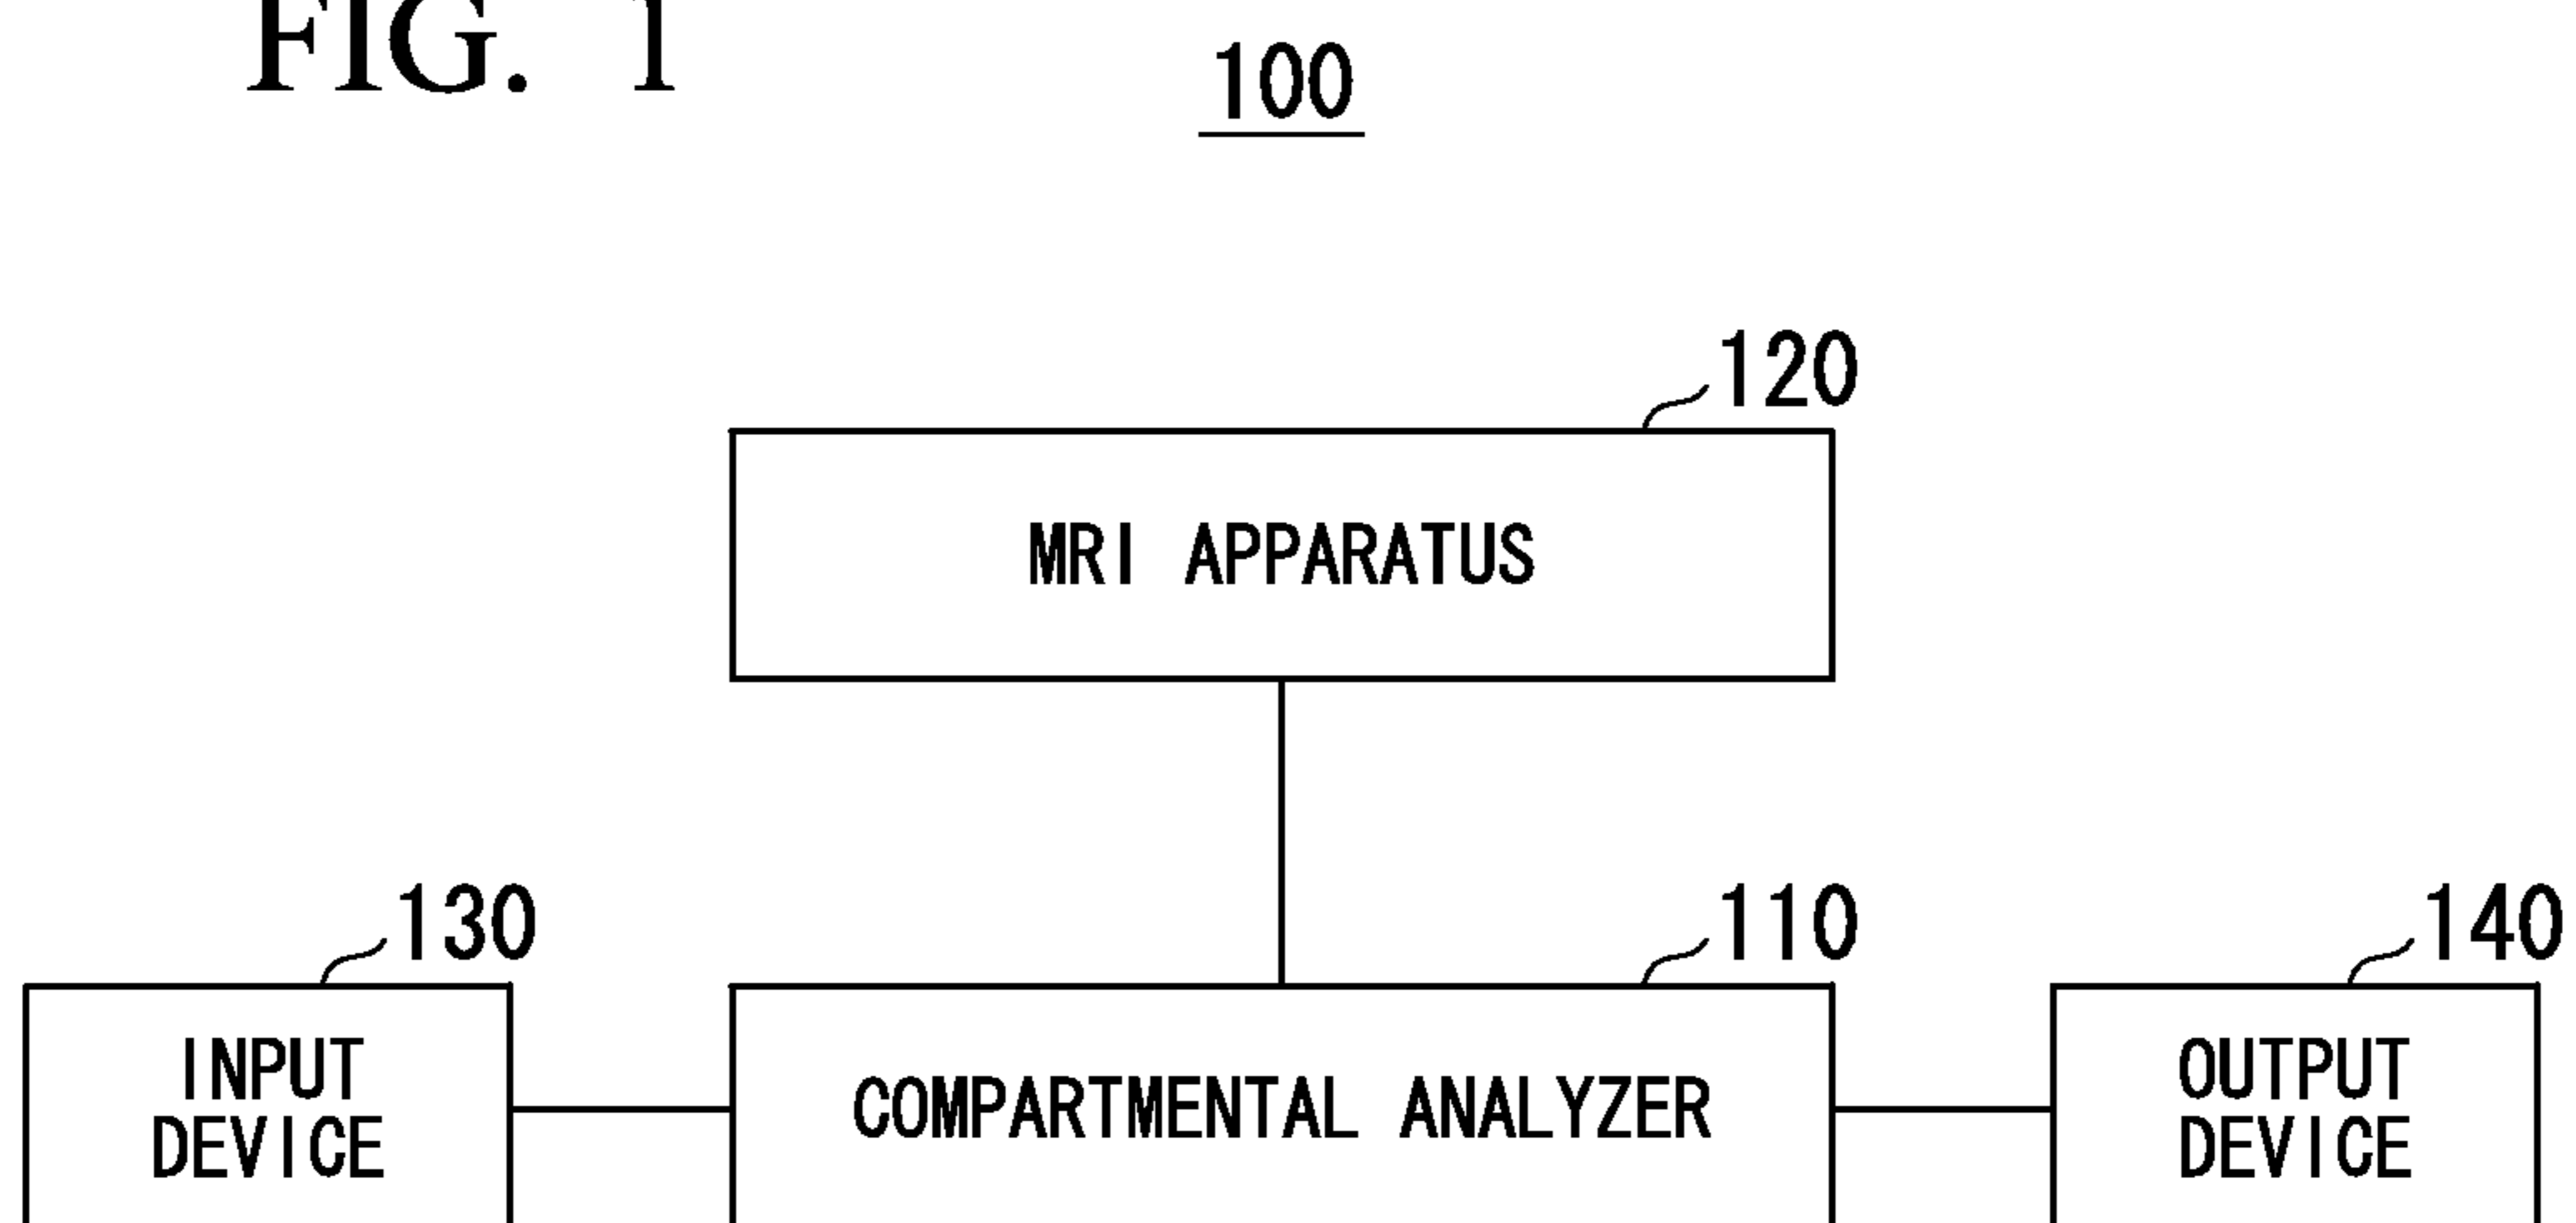 FIG. 1
100
120
MRI APPARATUS
130
110
140
INPUT
DEVICE
COMPARTMENTAL ANALYZER
OUTPUT
DEVICE